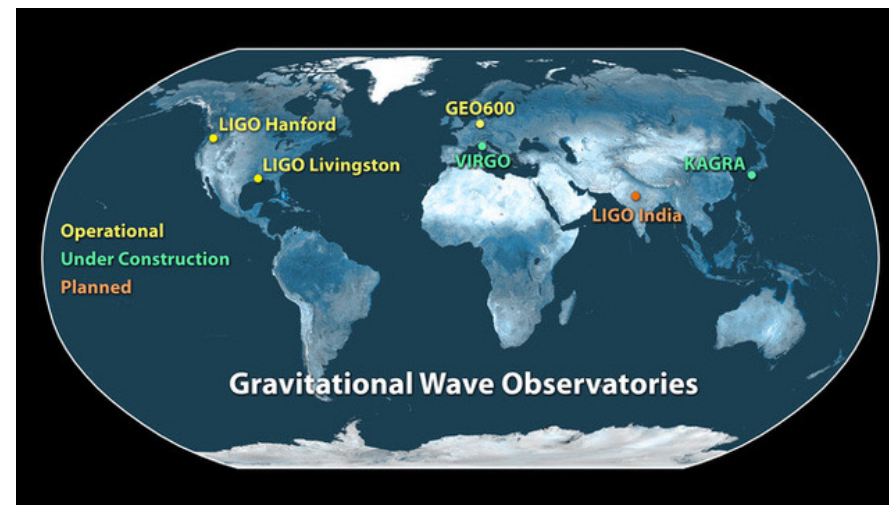 GEO600
LIGO Hanford
VIRGO
KAGRA
LIGO Livingston
LIGO India
Operational
Under Construction
Planned
Gravitational Wave Observatories